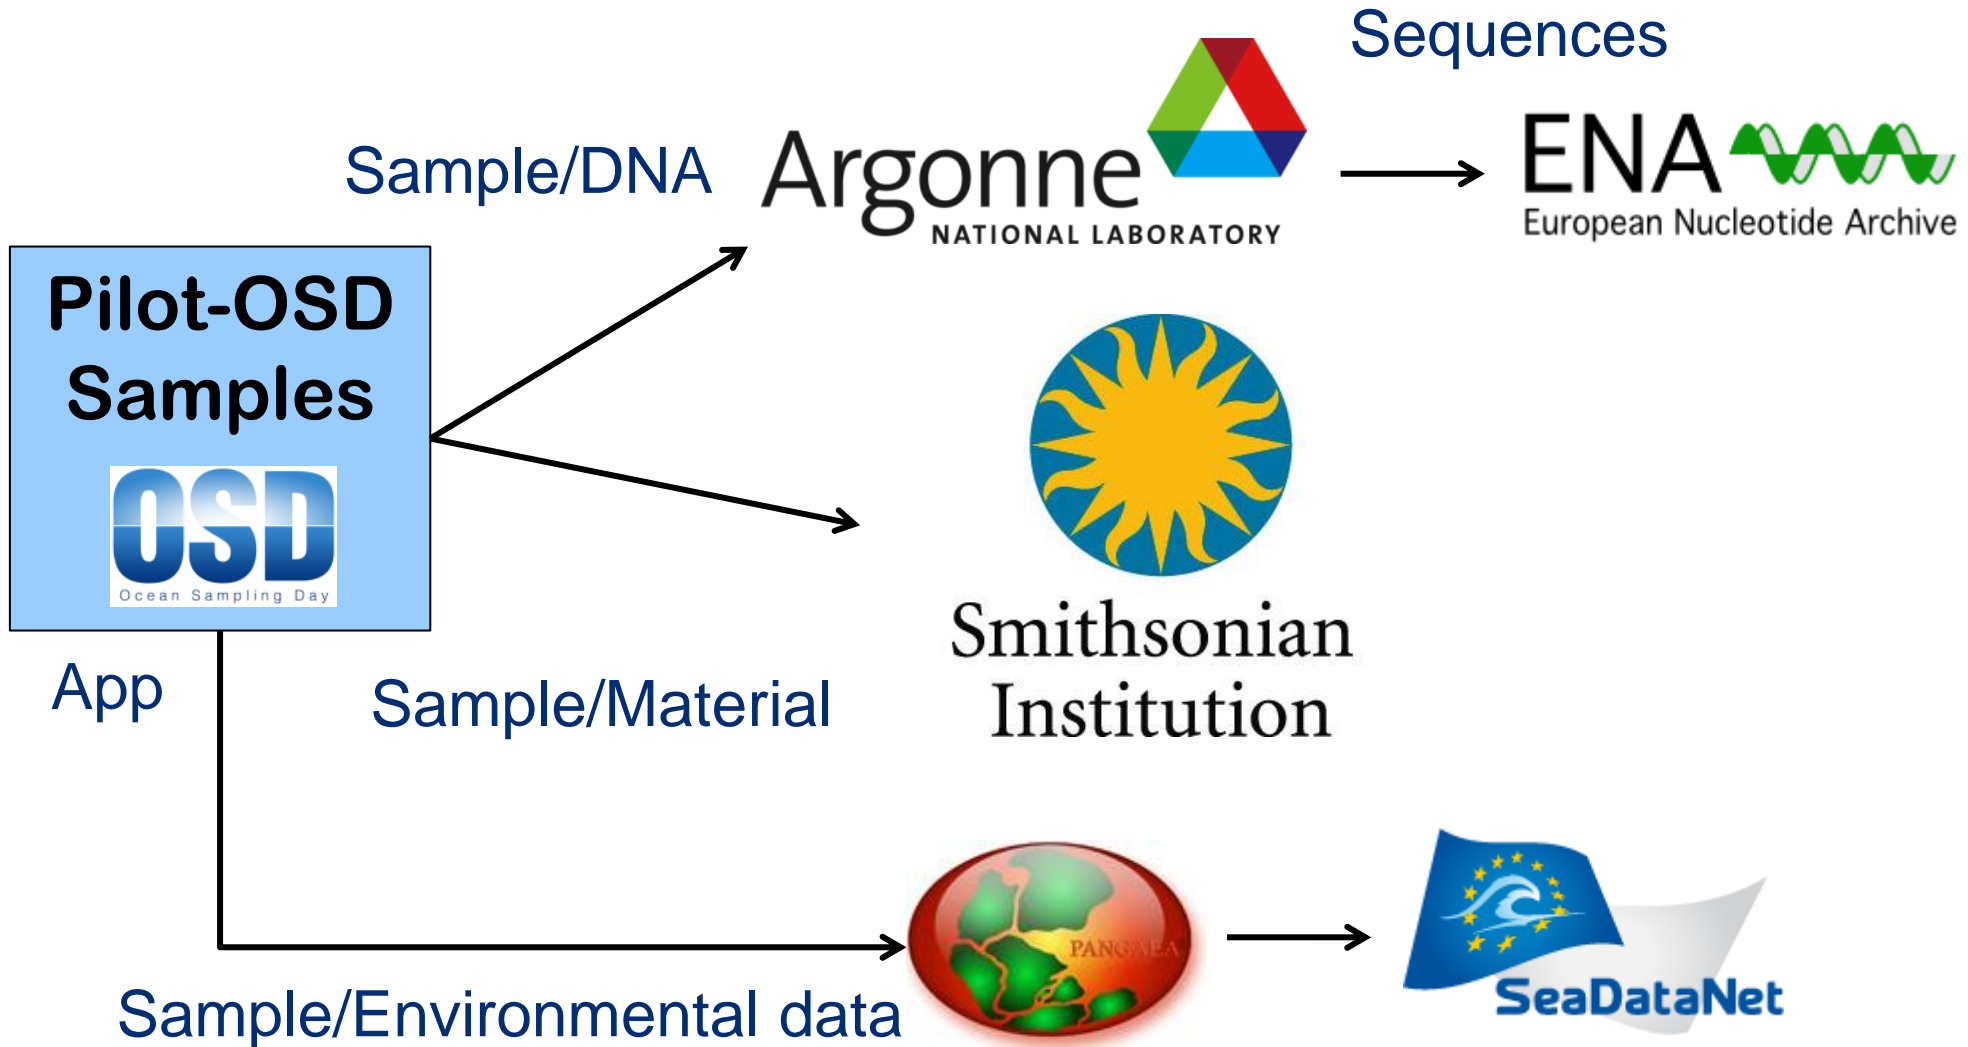 Sequences
Sample/DNA
Argonne
NATIONAL LABORATORY
ENA
European Nucleotide Archive
Pilot-OSD
Samples
OSD
Ocean Sampling Day
Smithsonian
Institution
App
Sample/Material
PANGAEA
SeaDataNet
Sample/Environmental data